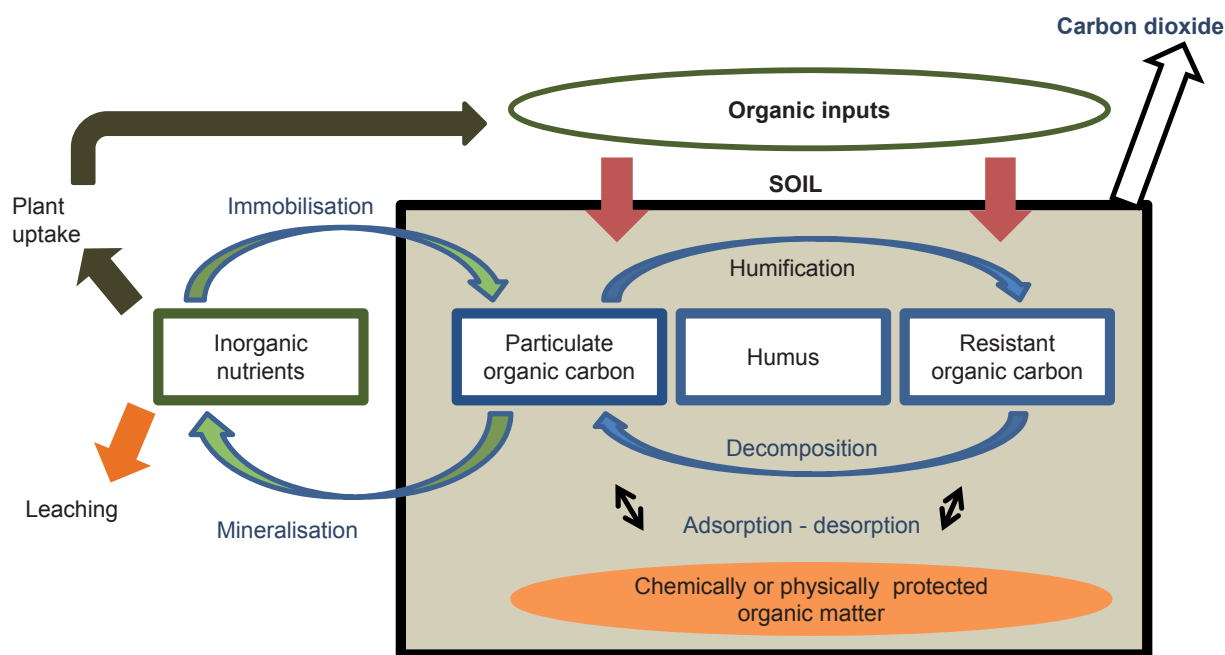 Carbon dioxide
Organic inputs
SOIL
Plant
uptake
Immobilisation
Humification
Inorganic
nutrients
Particulate
organic carbon
Humus
Resistant
organic carbon
Decomposition
Leaching
Mineralisation
Adsorption - desorption
Chemically or physically protected
organic matter